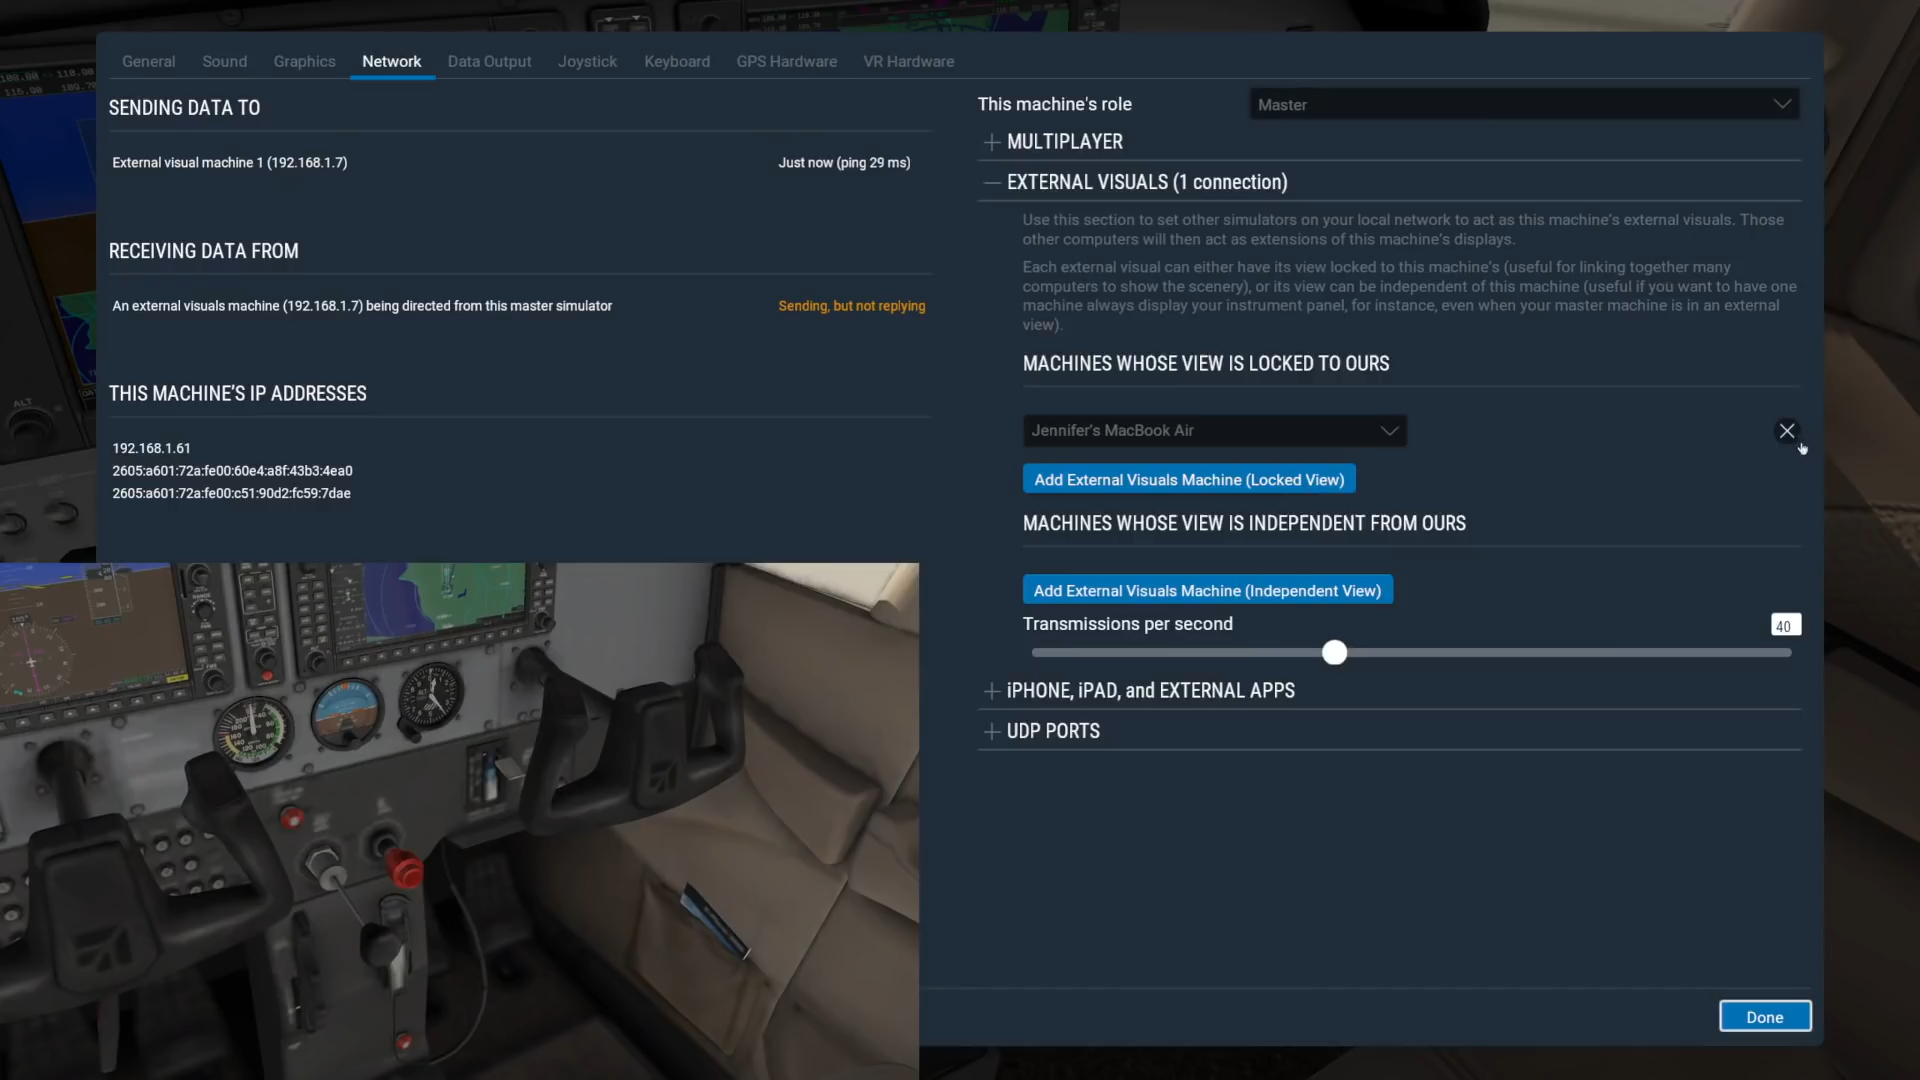 General
Sound
Graphics
Network
Data Output
Joystick
Keyboard
GPS Hardware
VR Hardware
SENDING DATA TO
External visual machine 1 (192.168.1.7)
Just now (ping 29 ms)
RECEIVING DATA FROM
An external visuals machine (192.168.1.7) being directed from this master simulator
Sending, but not replying
THIS MACHINE'S IP ADDRESSES
192.168.1.61
2605:a601:72a:fe00:60e4:a8f:43b3:4ea0
2605:a601:72a:fe00:c51:90d2:fc59:7dae
This machine's role
Master
MULTIPLAYER
EXTERNAL VISUALS (1 connection)
Use this section to set other simulators on your local network to act as this machine's external visuals. Those
other computers will then act as extensions of this machine's displays.
Each external visual can either have its view locked to this machine's (useful for linking together many
computers to show the scenery), or its view can be independent of this machine (useful if you want to have one
machine always display your instrument panel, for instance, even when your master machine is in an external
view).
MACHINES WHOSE VIEW IS LOCKED TO OURS
Jennifer's MacBook Air
Add External Visuals Machine (Locked View)
MACHINES WHOSE VIEW IS INDEPENDENT FROM OURS
Add External Visuals Machine (Independent View)
Transmissions per second
40
iPHONE, iPAD, and EXTERNAL APPS
UDP PORTS
Done
ALT